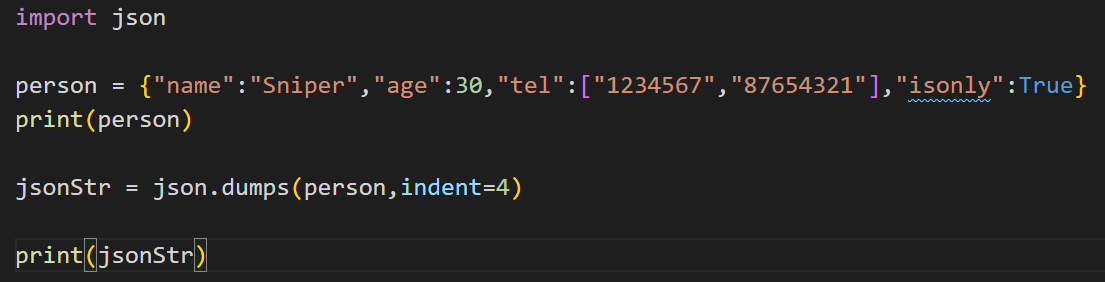 import json
person = {"name":"Sniper","age":30,"tel":["1234567","87654321"],"isonly":True}
print(person)
jsonStr = json.dumps(person,indent=4)
print(jsonStr)